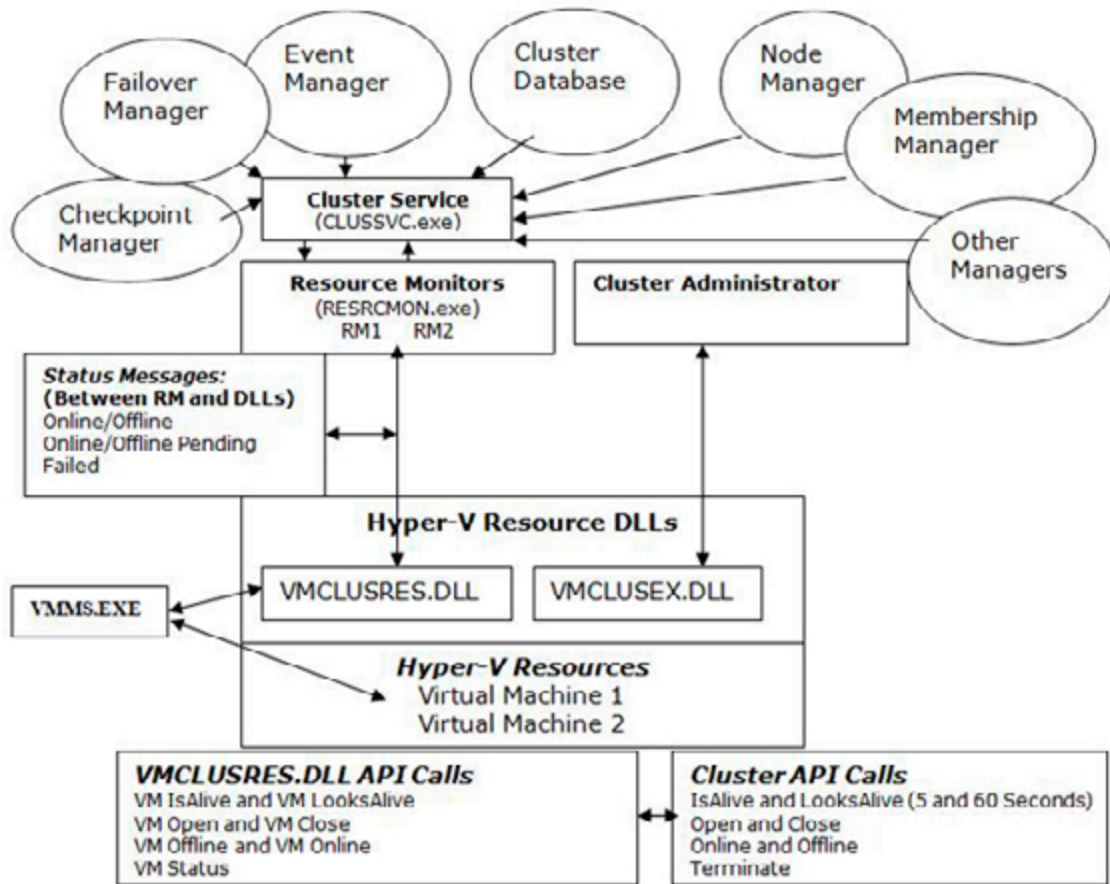 Failover
Manager
Event
Manager
Cluster
Database
Node
Manager
Membership
Manager
Checkpoint
Manager
Other
Managers
Cluster Service
(CLUSSVC.exe)
Resource Monitors
(RESRCMON.exe)
RM1 RM2
Cluster Administrator
Status Messages:
(Between RM and DLLs)
Online/Offline
Online/Offline Pending
Failed
Hyper-V Resource DLLs
VMCLUSRES.DLL
VMCLUSEX.DLL
VMMS.EXE
Hyper-V Resources
Virtual Machine 1
Virtual Machine 2
VMCLUSRES.DLL API Calls
VM IsAlive and VM LooksAlive
VM Open and VM Close
VM Offline and VM Online
VM Status
Cluster API Calls
IsAlive and LooksAlive (5 and 60 Seconds)
Open and Close
Online and Offline
Terminate